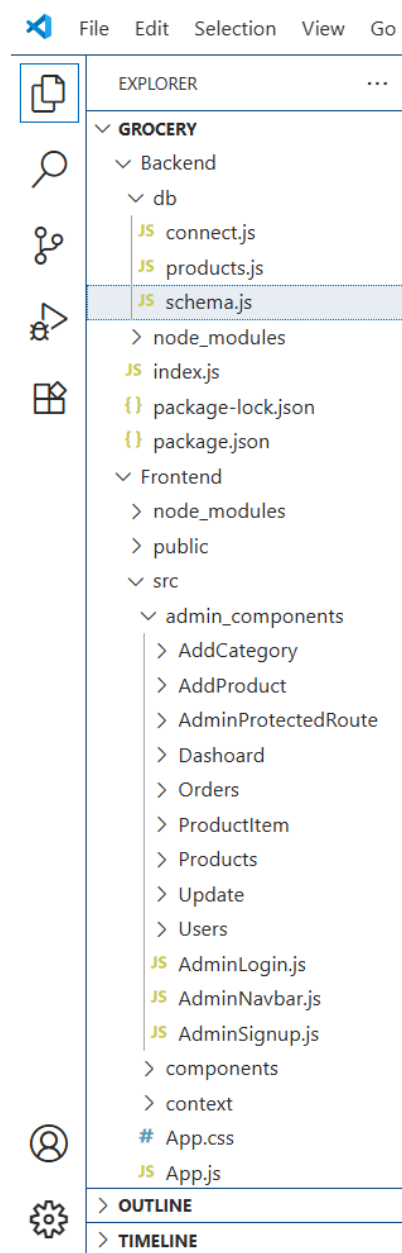 File Edit Selection View Go
EXPLORER ...
GROCERY
Backend
db
JS connect.js
JS products.js
JS schema.js
node_modules
JS index.js
{} package-lock.json
{} package.json
Frontend
node_modules
public
src
admin_components
AddCategory
AddProduct
AdminProtectedRoute
Dashoard
Orders
ProductItem
Products
Update
Users
JS AdminLogin.js
JS AdminNavbar.js
JS AdminSignup.js
components
context
# App.css
JS App.js
OUTLINE
TIMELINE